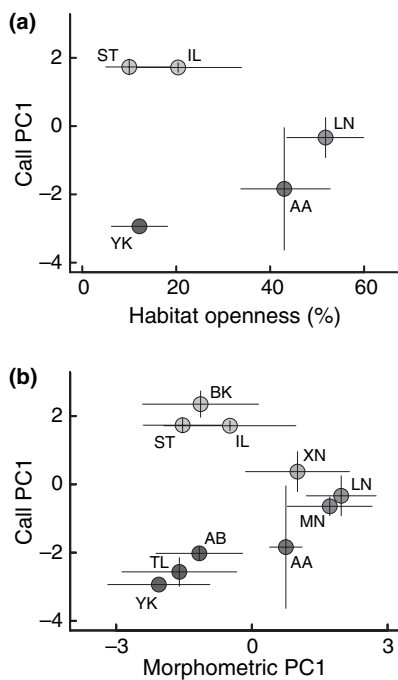 (a)
2
0
−2
−4
Call PC1
ST
IL
LN
AA
YK
0
20
40
60
Habitat openness (%)
(b)
2
0
−2
−4
Call PC1
BK
ST
IL
XN
LN
MN
AB
AA
TL
YK
−3
0
3
Morphometric PC1